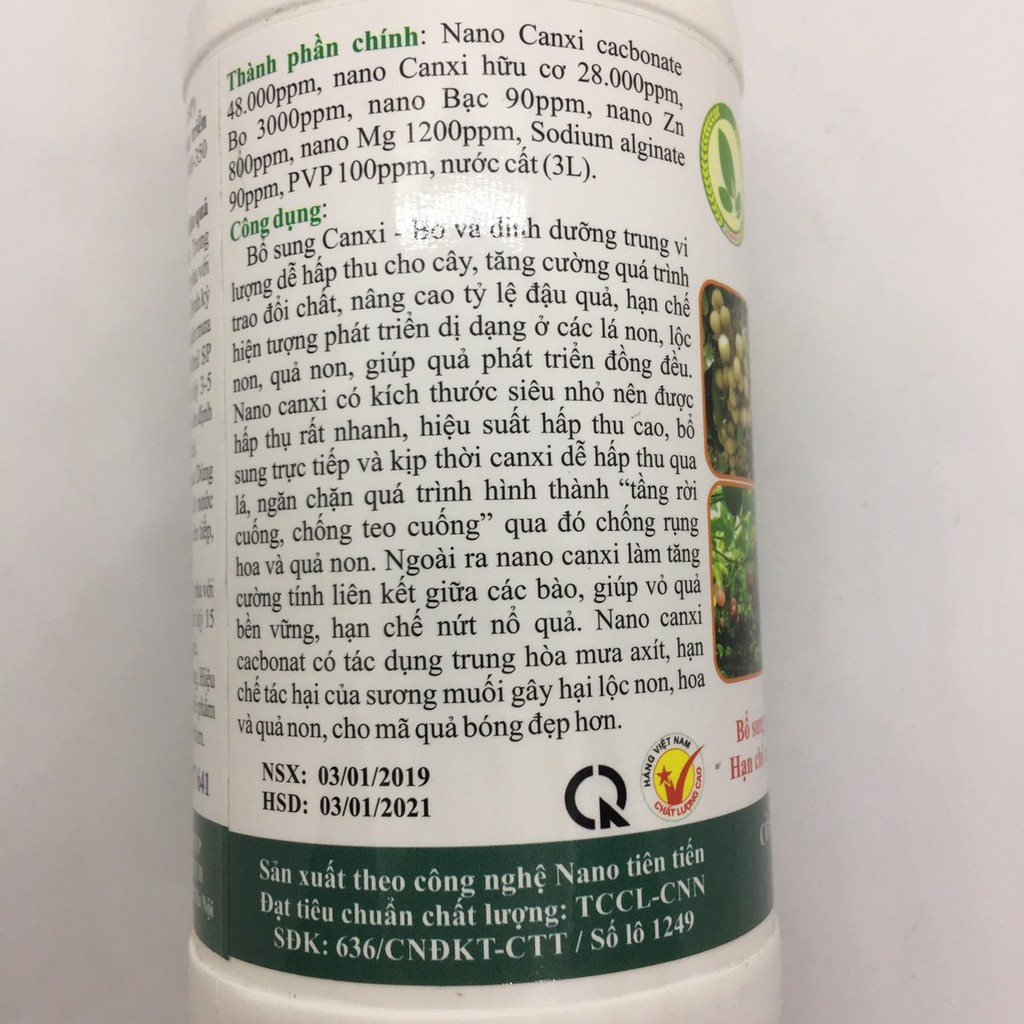 Thành phần chính: Nano Canxi cacbonate
48.000ppm, nano Canxi hữu cơ 28.000ppm,
Bo 3000ppm, nano Bạc 90ppm, nano Zn
800ppm, nano Mg 1200ppm, Sodium alginate
90ppm, PVP 100ppm, nước cất (3L).
Công dụng:
Bổ sung Canxi - Bo và dinh dưỡng trung vi
lượng dễ hấp thu cho cây, tăng cường quá trình
trao đổi chất, nâng cao tỷ lệ đậu quả, hạn chế
hiện tượng phát triển dị dạng ở các lá non, lộc
non, quả non, giúp quả phát triển đồng đều.
Nano canxi có kích thước siêu nhỏ nên được
hấp thụ rất nhanh, hiệu suất hấp thu cao, bổ
sung trực tiếp và kịp thời canxi dễ hấp thu qua
lá, ngăn chặn quá trình hình thành “tầng rời
cuống, chống teo cuống” qua đó chống rụng
hoa và quả non. Ngoài ra nano canxi làm tăng
cường tính liên kết giữa các bào, giúp vỏ quả
bền vững, hạn chế nứt nổ quả. Nano canxi
cacbonat có tác dụng trung hòa mưa axít, hạn
chế tác hại của sương muối gây hại lộc non, hoa
và quả non, cho mã quả bóng đẹp hơn.
NSX: 03/01/2019
HSD: 03/01/2021
HÀNG VIỆT NAM
CHẤT LƯỢNG CAO
Bổ sung
Hạn chế
Sản xuất theo công nghệ Nano tiên tiến
Đạt tiêu chuẩn chất lượng: TCCL-CNN
SĐK: 636/CNĐKT-CTT / Số lô 1249